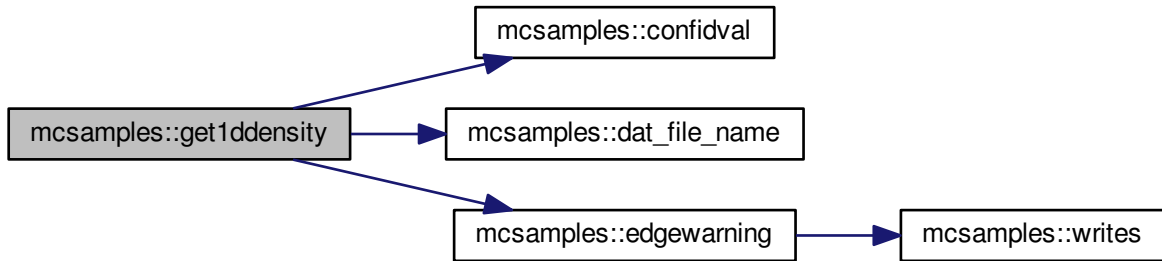 mcsamples::confidval
mcsamples::get1ddensity
mcsamples::dat_file_name
mcsamples::edgewarning
mcsamples::writes